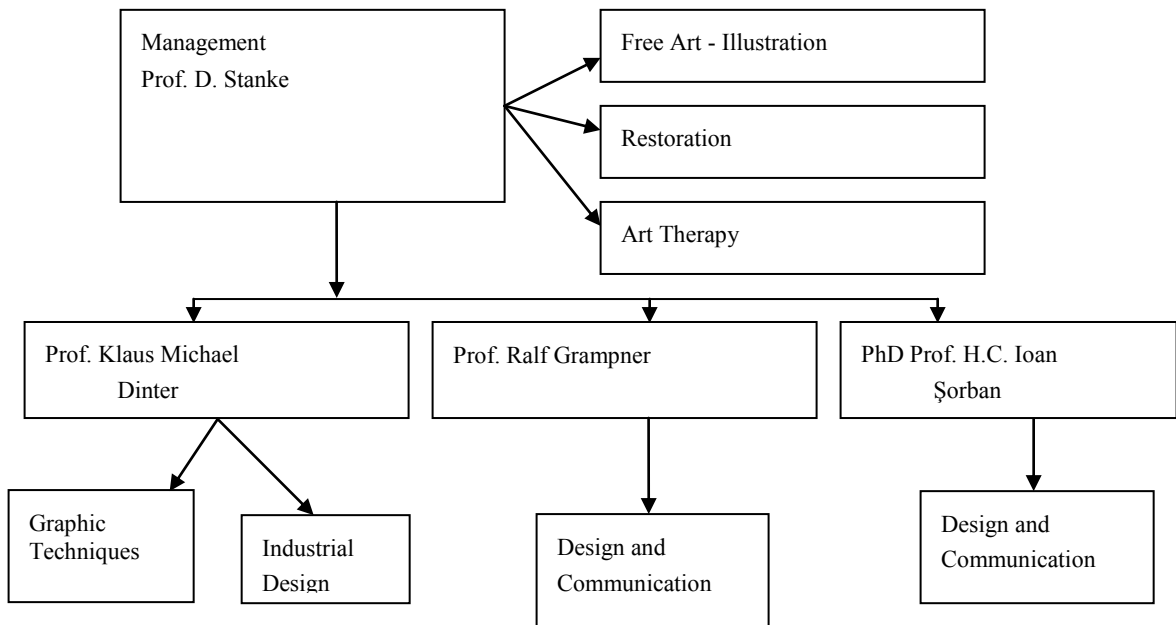 Management
Prof. D. Stanke
Free Art - Illustration
Restoration
Art Therapy
Prof. Klaus Michael
Dinter
Prof. Ralf Grampner
PhD Prof. H.C. Ioan
Şorban
Graphic
Techniques
Industrial
Design
Design and
Communication
Design and
Communication